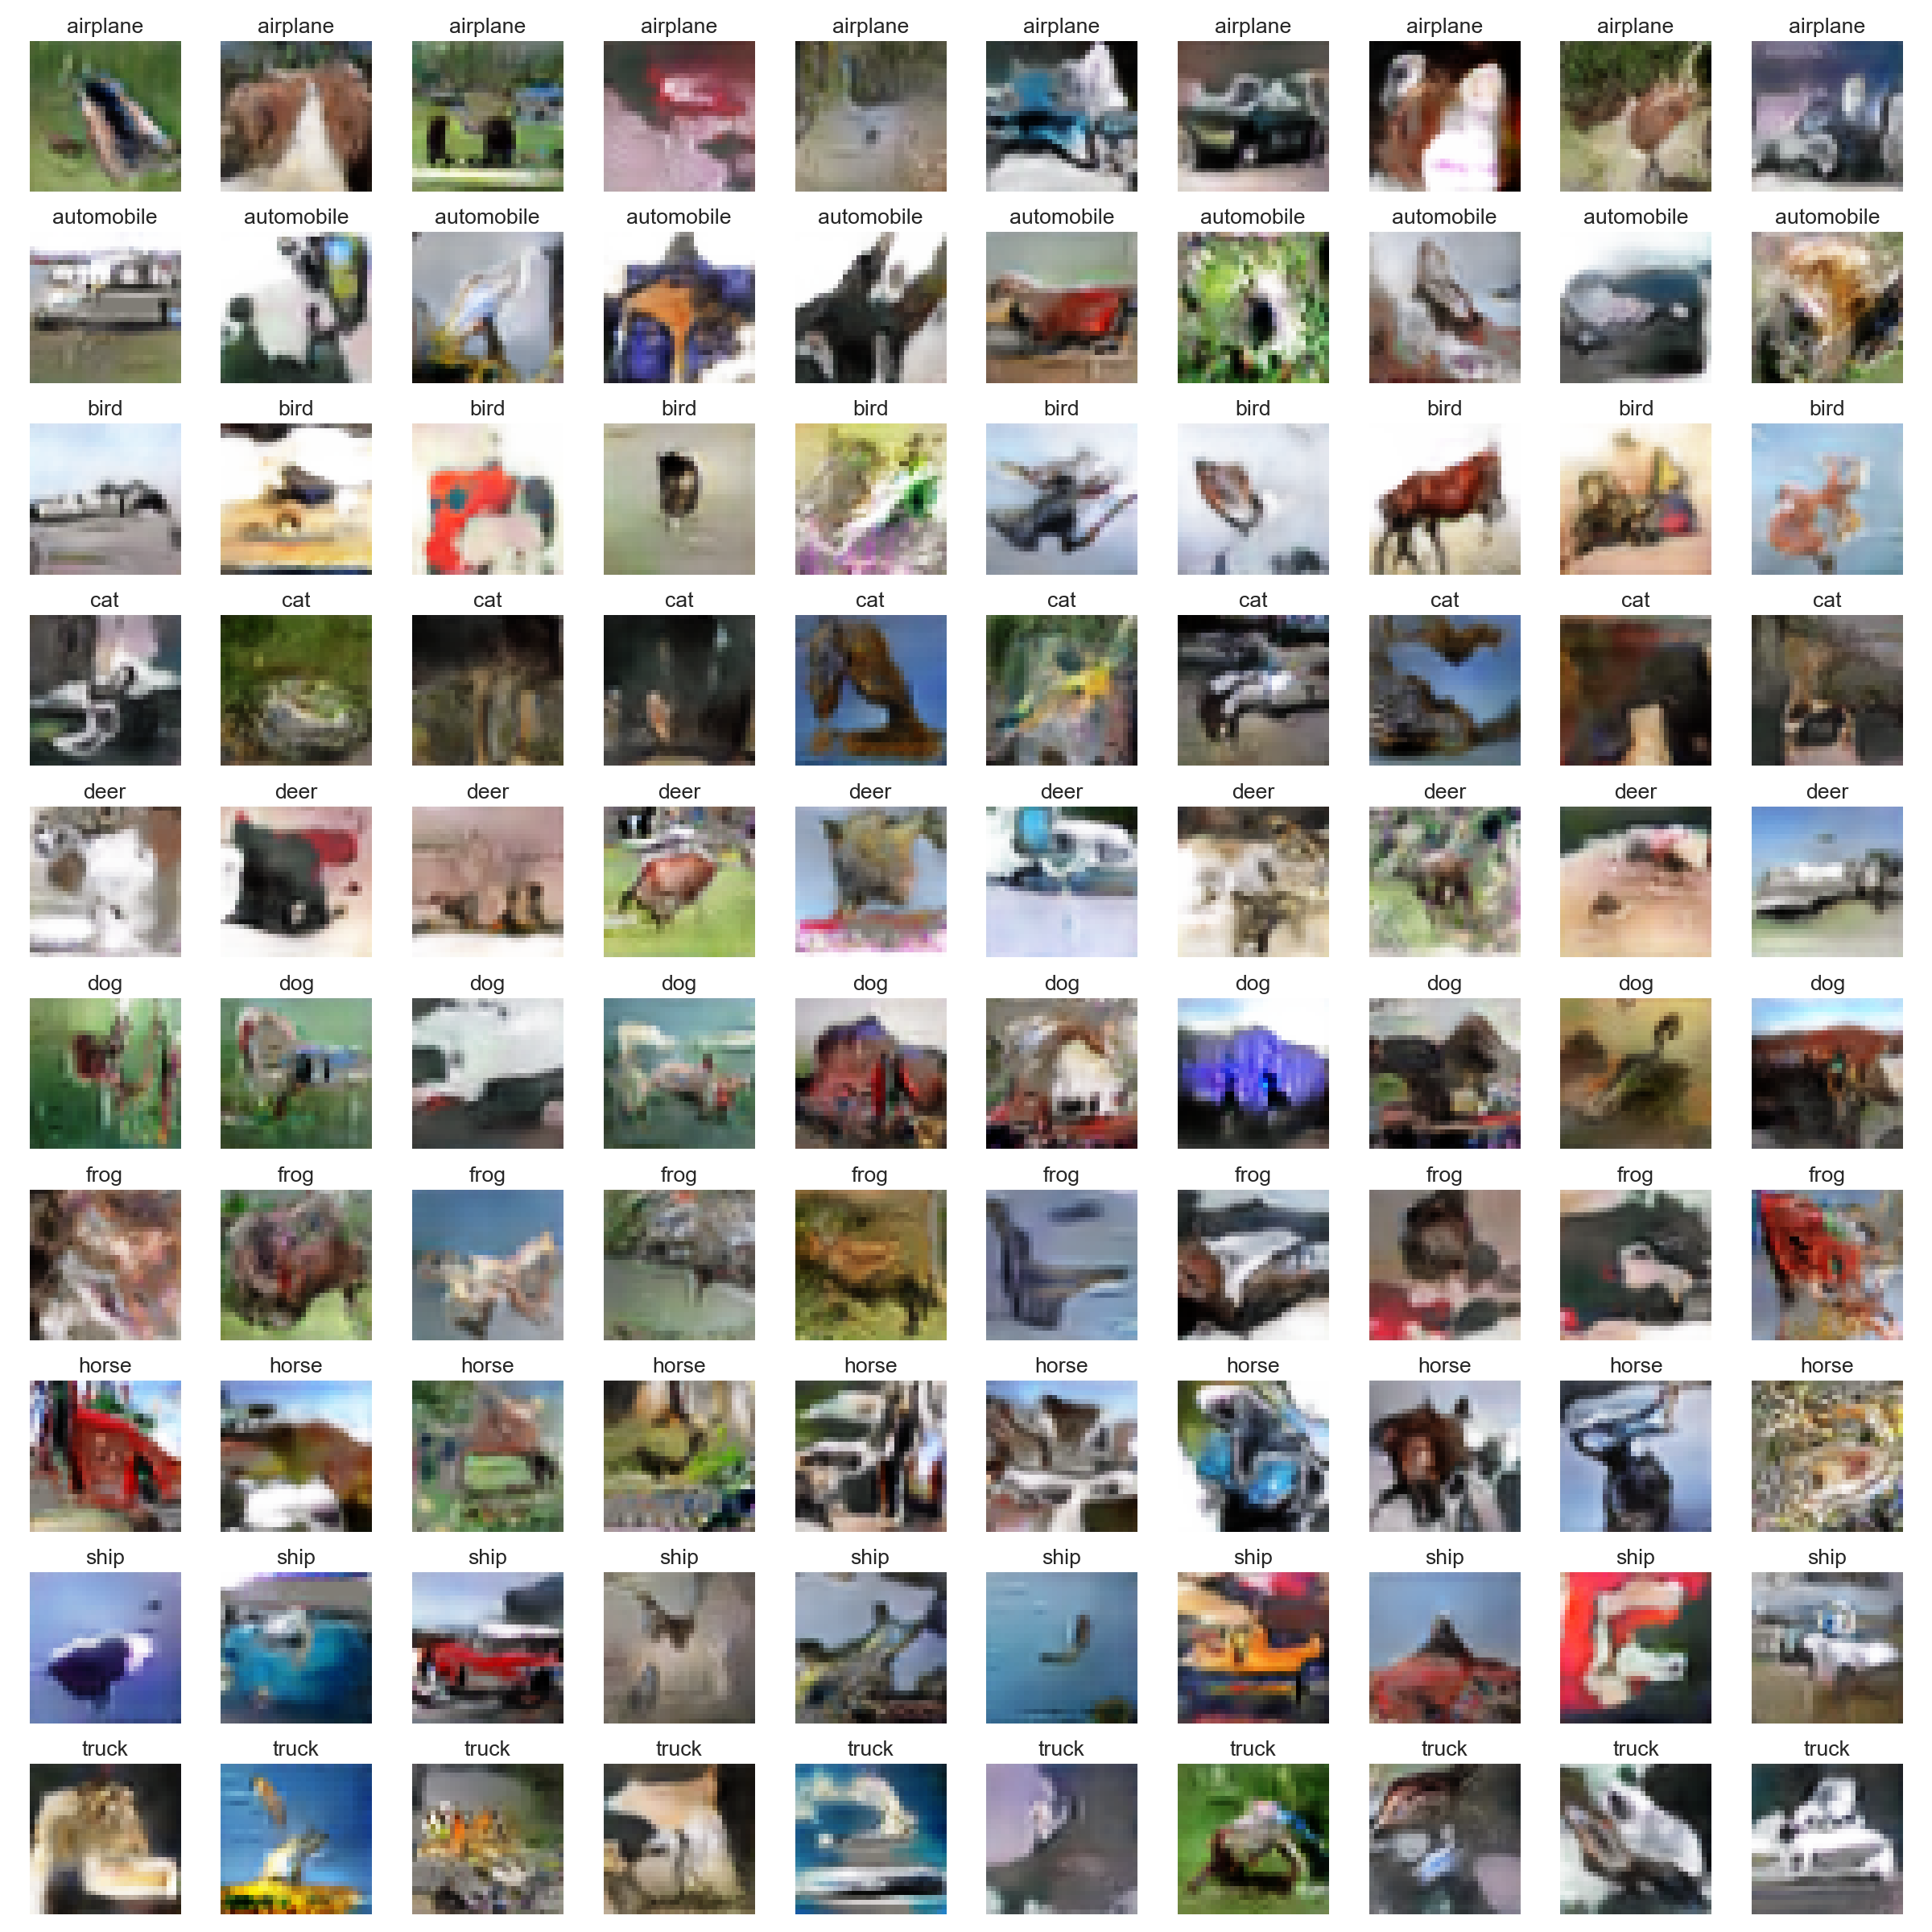 airplane airplane airplane airplane airplane airplane airplane airplane airplane airplane
automobile automobile automobile automobile automobile automobile automobile automobile automobile automobile
bird bird bird bird bird bird bird bird bird bird
cat cat cat cat cat cat cat cat cat cat
deer deer deer deer deer deer deer deer deer deer
dog dog dog dog dog dog dog dog dog dog
frog frog frog frog frog frog frog frog frog frog
horse horse horse horse horse horse horse horse horse horse
ship ship ship ship ship ship ship ship ship ship
truck truck truck truck truck truck truck truck truck truck